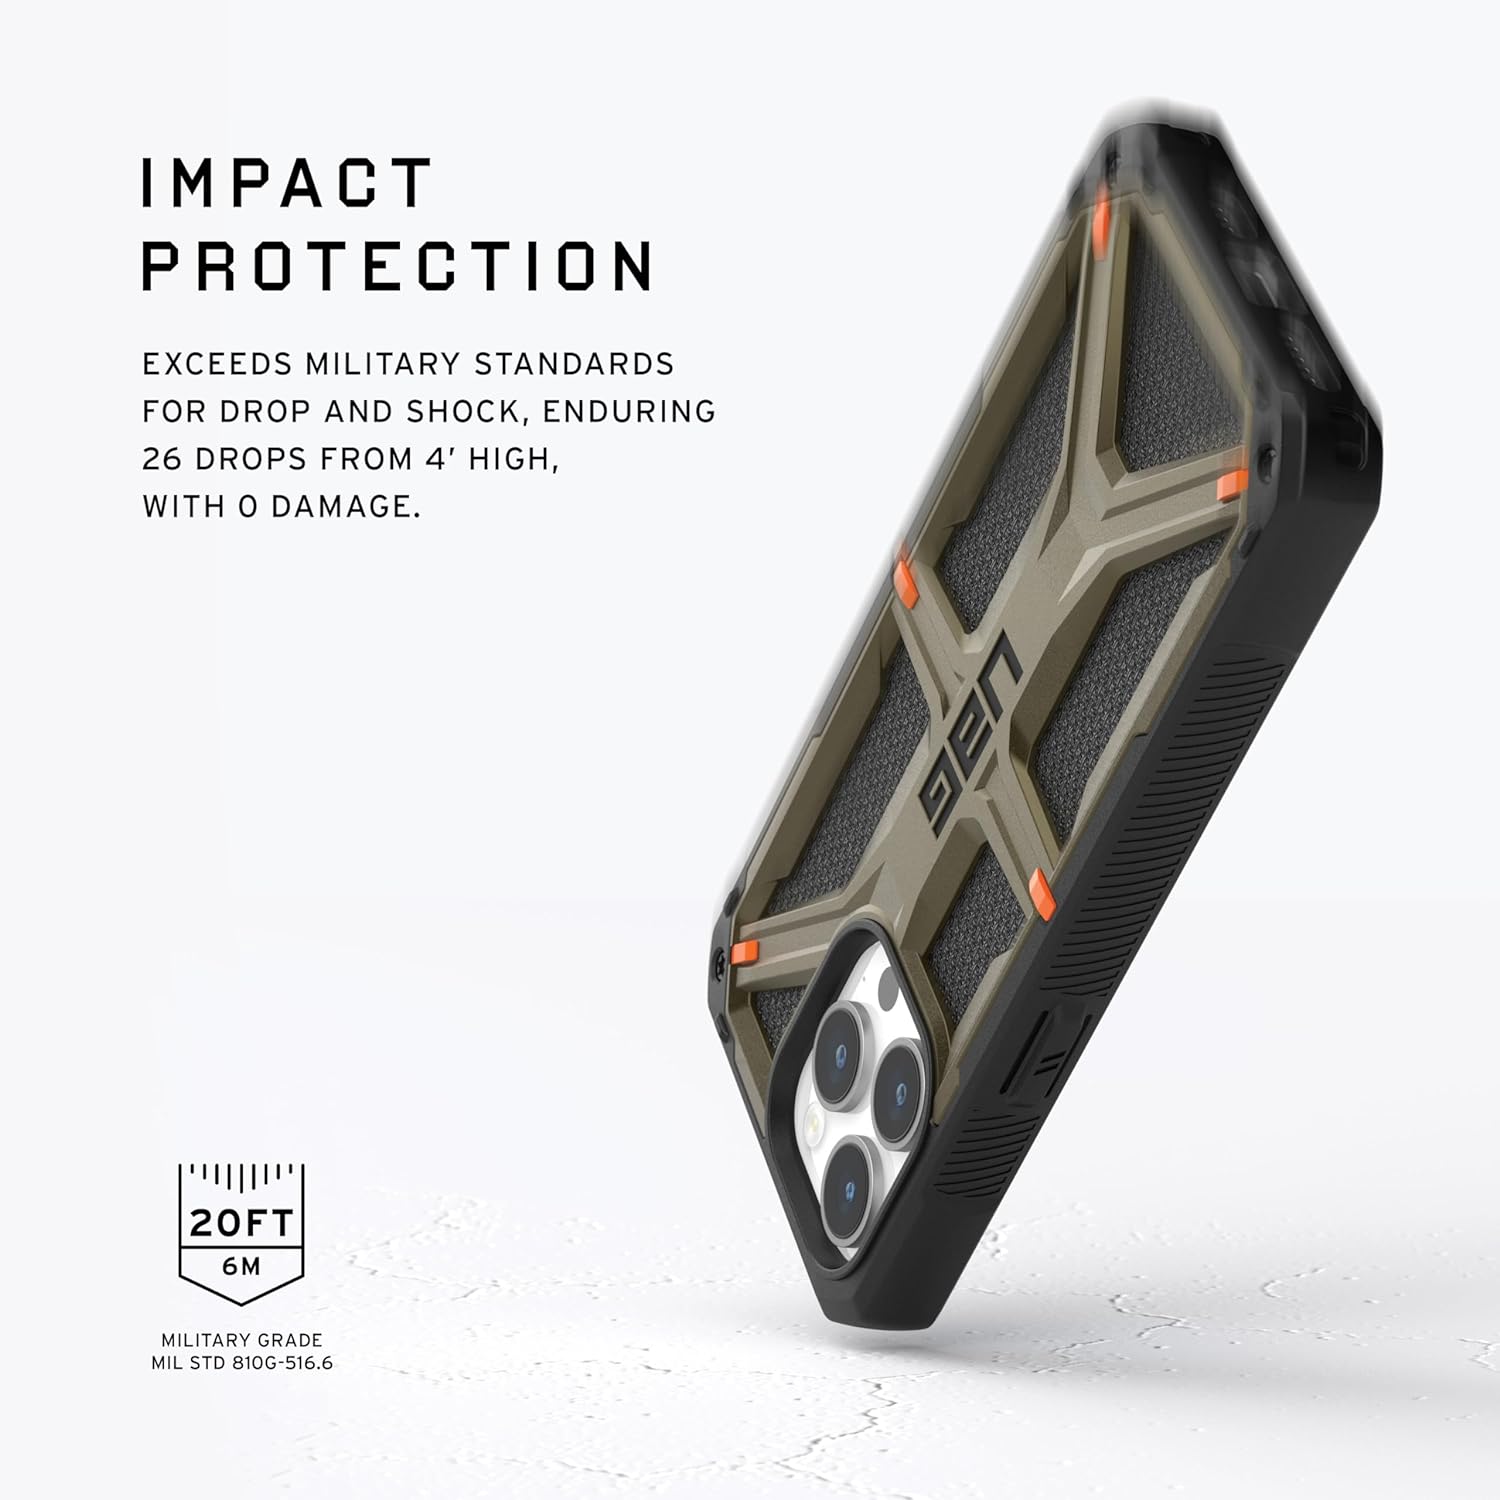 IMPACT
PROTECTION
EXCEEDS MILITARY STANDARDS
FOR DROP AND SHOCK, ENDURING
26 DROPS FROM 4' HIGH,
WITH 0 DAMAGE.
UAG
20FT
6M
MILITARY GRADE
MIL STD 810G-516.6